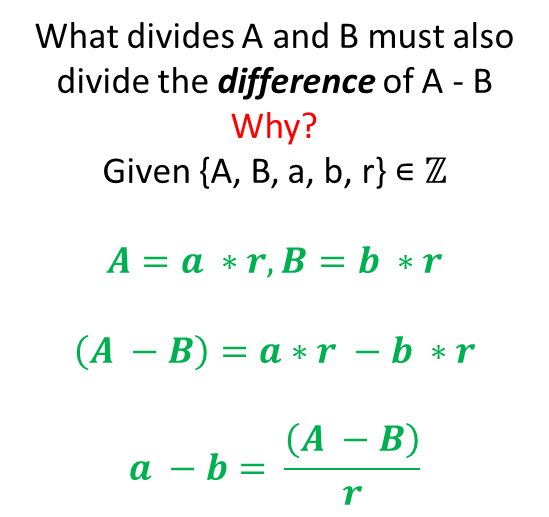 What divides A and B must also
divide the difference of A - B
Why?
Given {A, B, a, b, r} ∈ ℤ
A = a * r, B = b * r
(A − B) = a * r − b * r
a − b = (A − B)
r